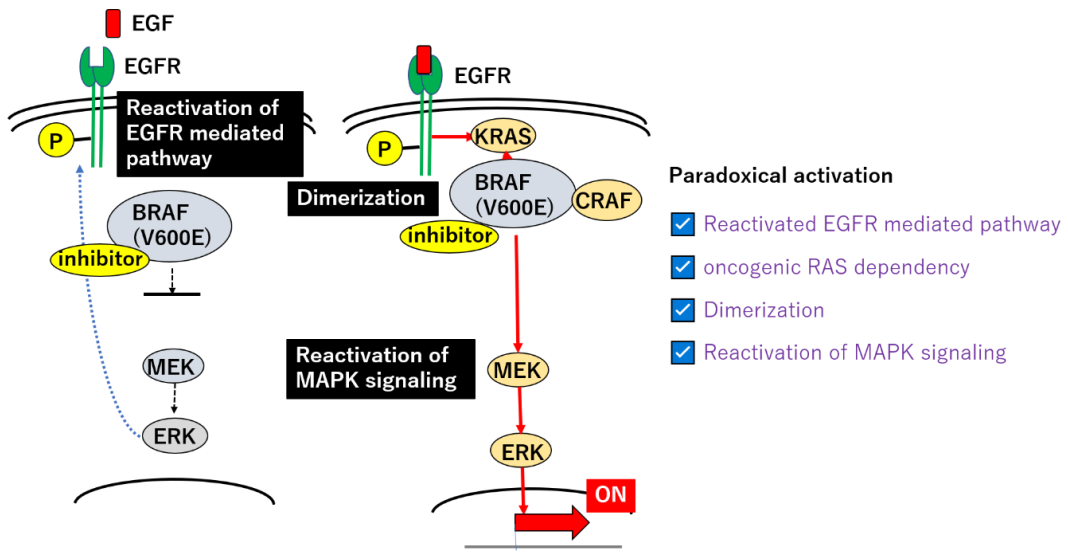 EGF
EGFR
Reactivation of
EGFR mediated
pathway
P
BRAF
(V600E)
inhibitor
MEK
ERK
EGFR
P
KRAS
Dimerization
BRAF
(V600E)
CRAF
inhibitor
Reactivation of
MAPK signaling
MEK
ERK
ON
Paradoxical activation
Reactivated EGFR mediated pathway
oncogenic RAS dependency
Dimerization
Reactivation of MAPK signaling